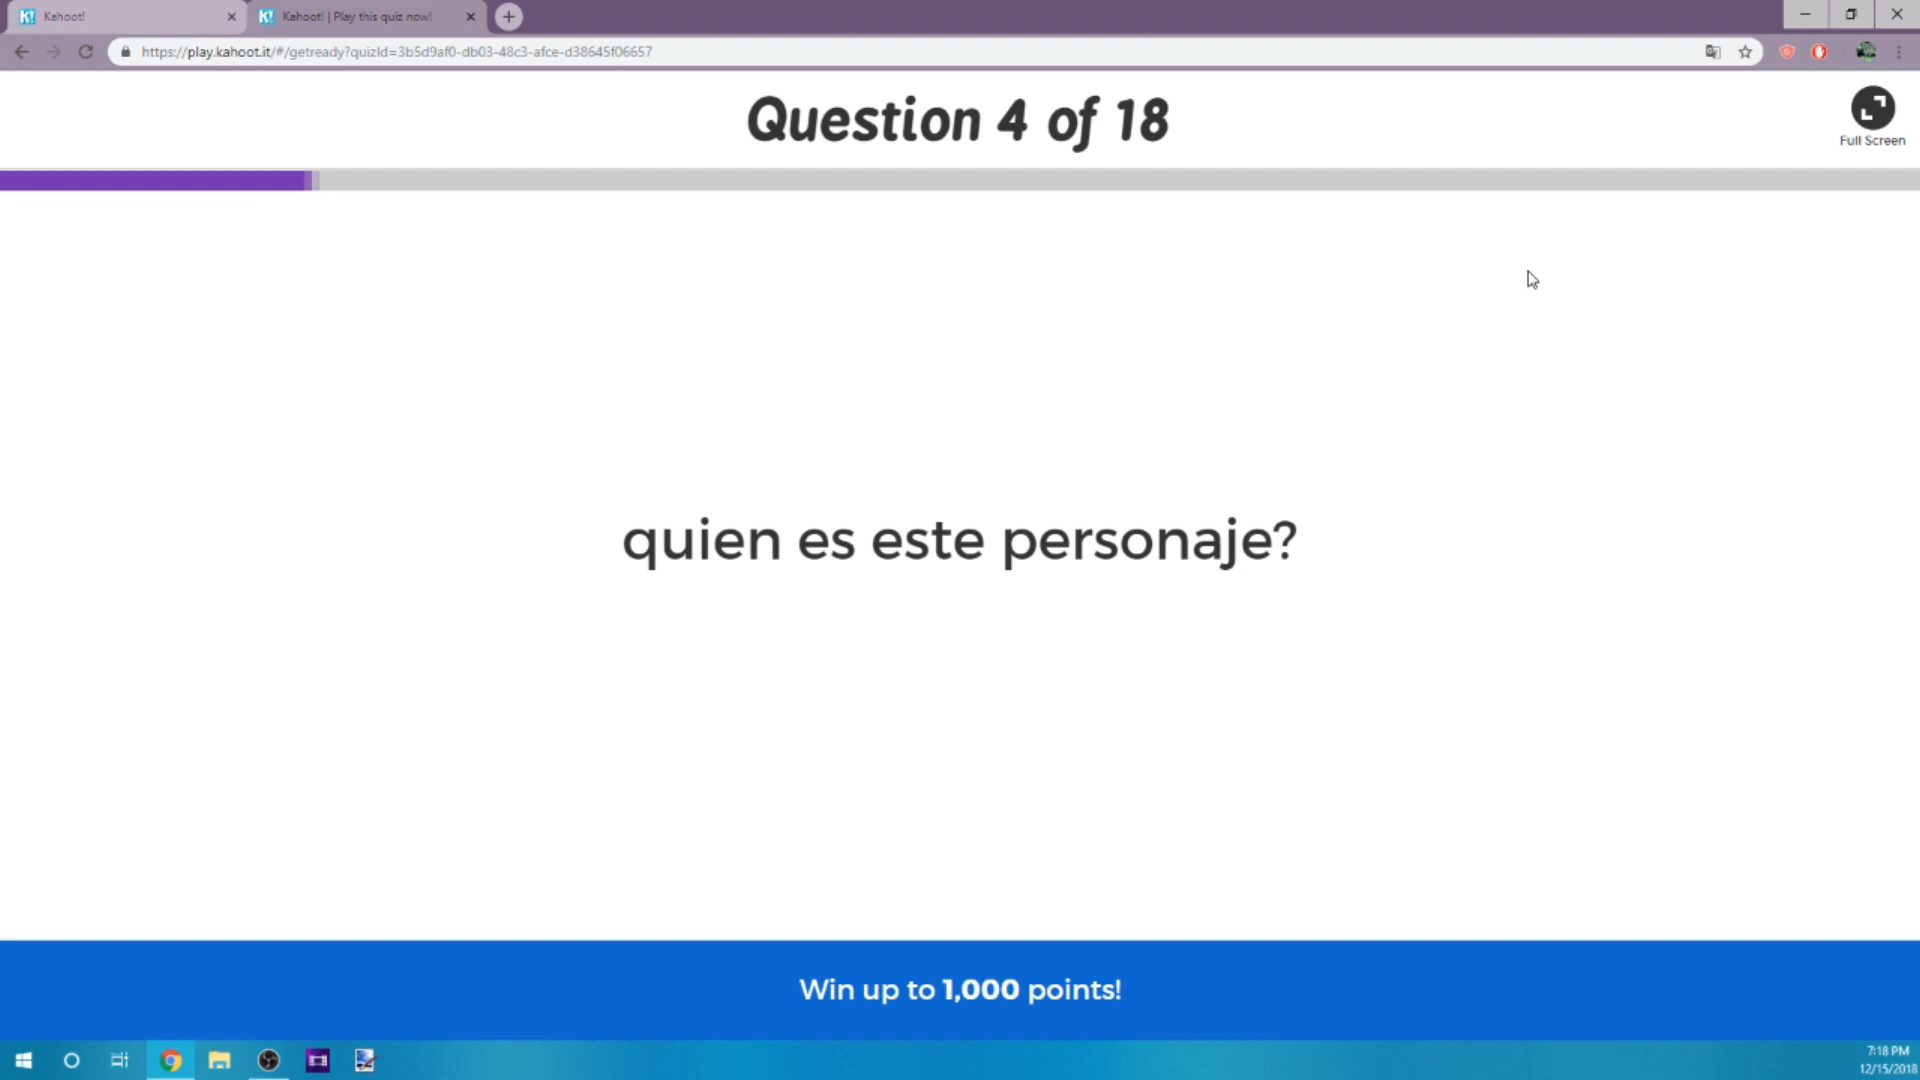 Kahoot!
Kahoot! | Play this quiz now!
https://play.kahoot.it/#/getready?quizId=3b5d9af0-db03-48c3-afce-d38645f06657
Question 4 of 18
Full Screen
quien es este personaje?
Win up to 1,000 points!
7:18 PM
12/15/2018